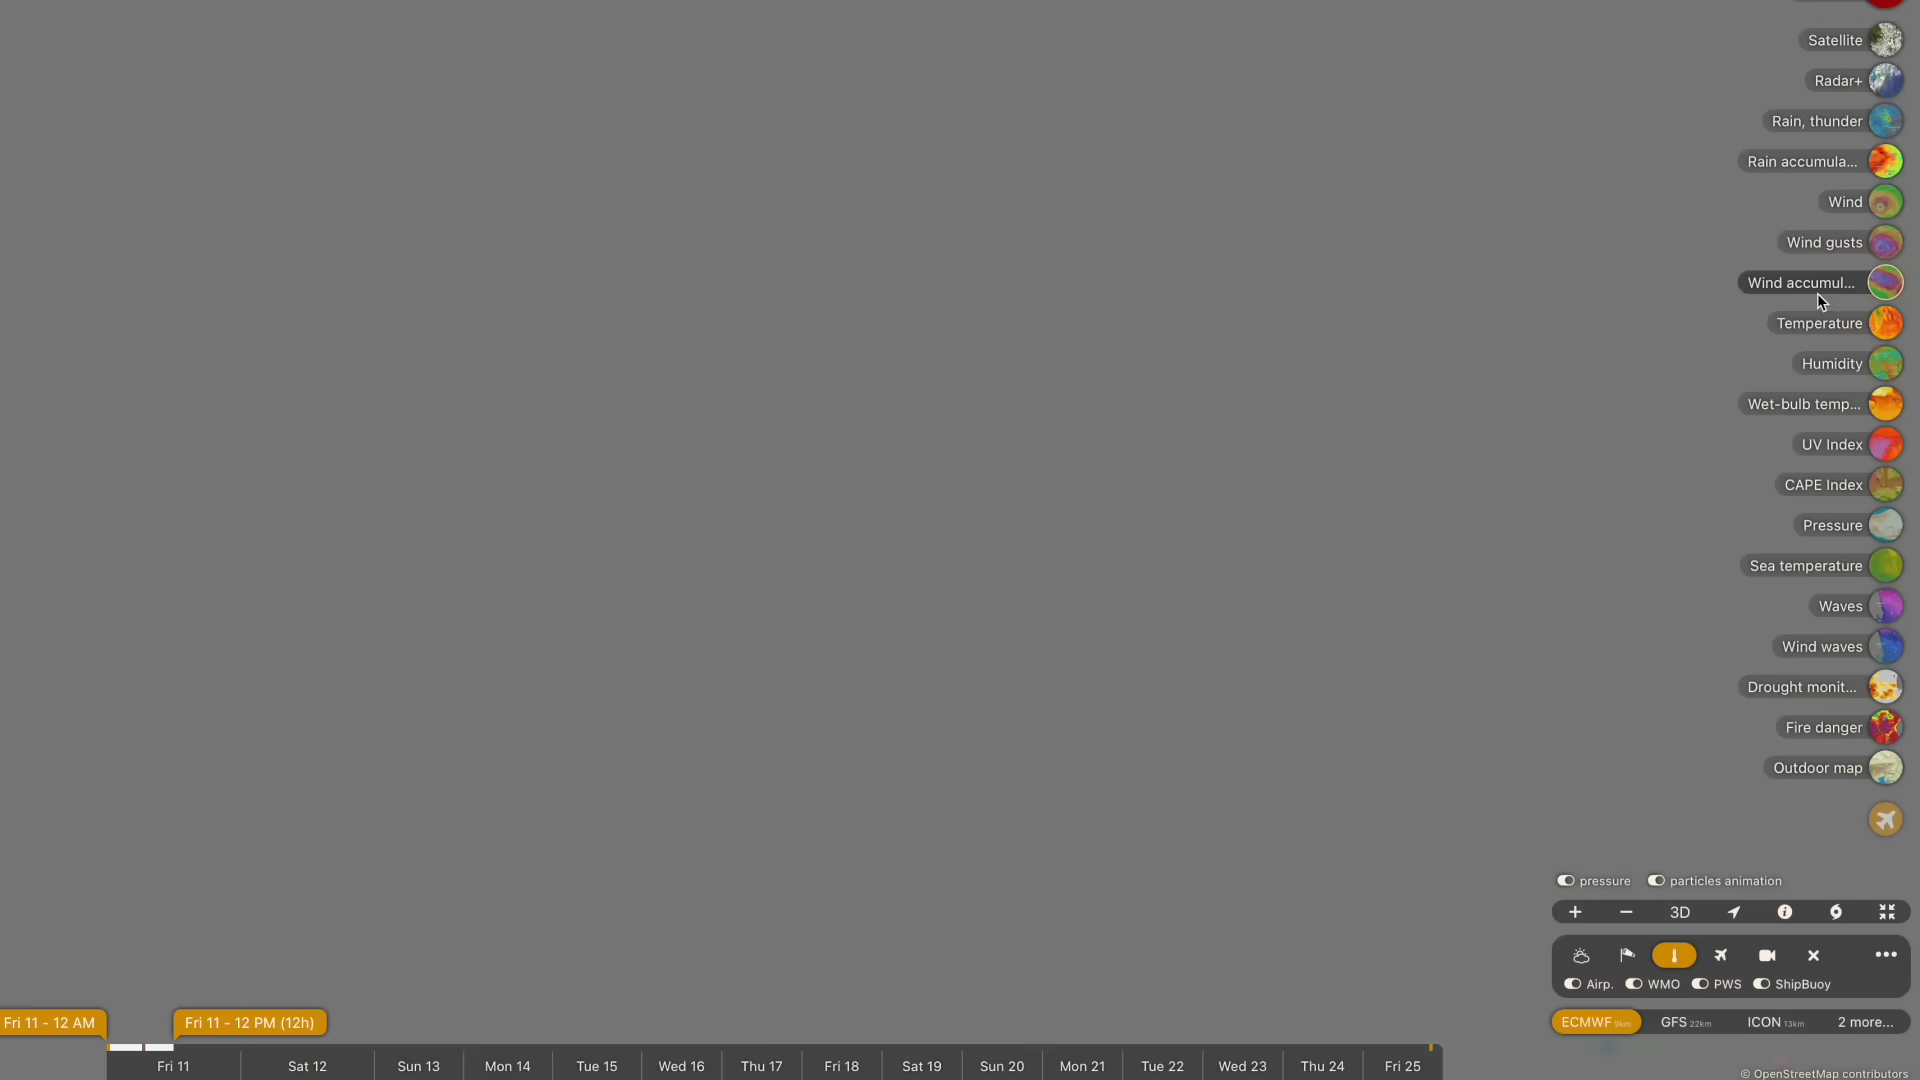 Satellite
Radar+
Rain, thunder
Rain accumula...
Wind
Wind gusts
Wind accumul...
Temperature
Humidity
Wet-bulb temp...
UV Index
CAPE Index
Pressure
Sea temperature
Waves
Wind waves
Drought monit...
Fire danger
Outdoor map
pressure particles animation
3D
Airp. WMO PWS ShipBuoy
ECMWF 9km GFS 22km ICON 13km 2 more...
Fri 11 - 12 AM Fri 11 - 12 PM (12h)
Fri 11 Sat 12 Sun 13 Mon 14 Tue 15 Wed 16 Thu 17 Fri 18 Sat 19 Sun 20 Mon 21 Tue 22 Wed 23 Thu 24 Fri 25
© OpenStreetMap contributors